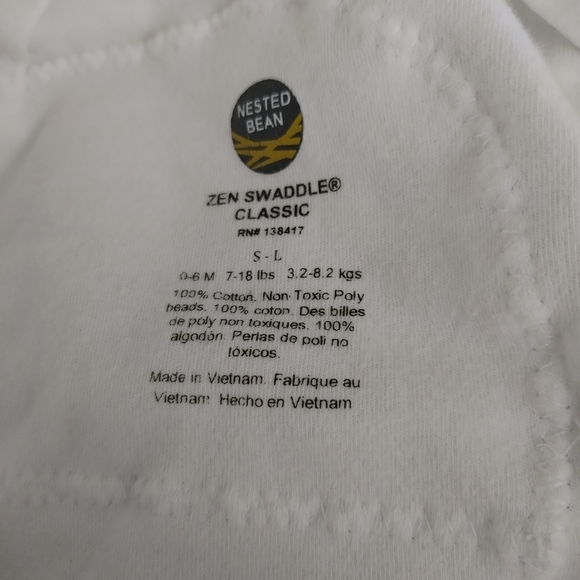 NESTED
BEAN
ZEN SWADDLE®
CLASSIC
RN# 138417
S - L
0-6 M 7-18 lbs 3.2-8.2 kgs
100% Cotton. Non-Toxic Poly
beads. 100% coton. Des billes
de poly non toxiques. 100%
algodón. Perlas de poli no
tóxicos.
Made in Vietnam. Fabrique au
Vietnam. Hecho en Vietnam